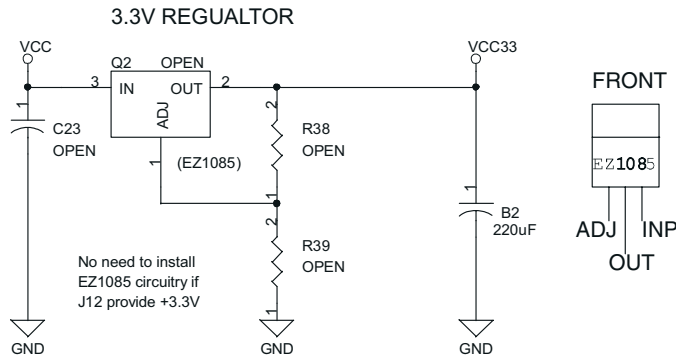 3.3V REGUALTOR
VCC
Q2 OPEN
VCC33
3 IN OUT 2
ADJ
1
1
C23
OPEN
(EZ1085)
2
R38
OPEN
1
2
R39
OPEN
1
1
B2
220uF
No need to install
EZ1085 circuitry if
J12 provide +3.3V
GND
GND
GND
FRONT
EZ1085
ADJ INP
OUT